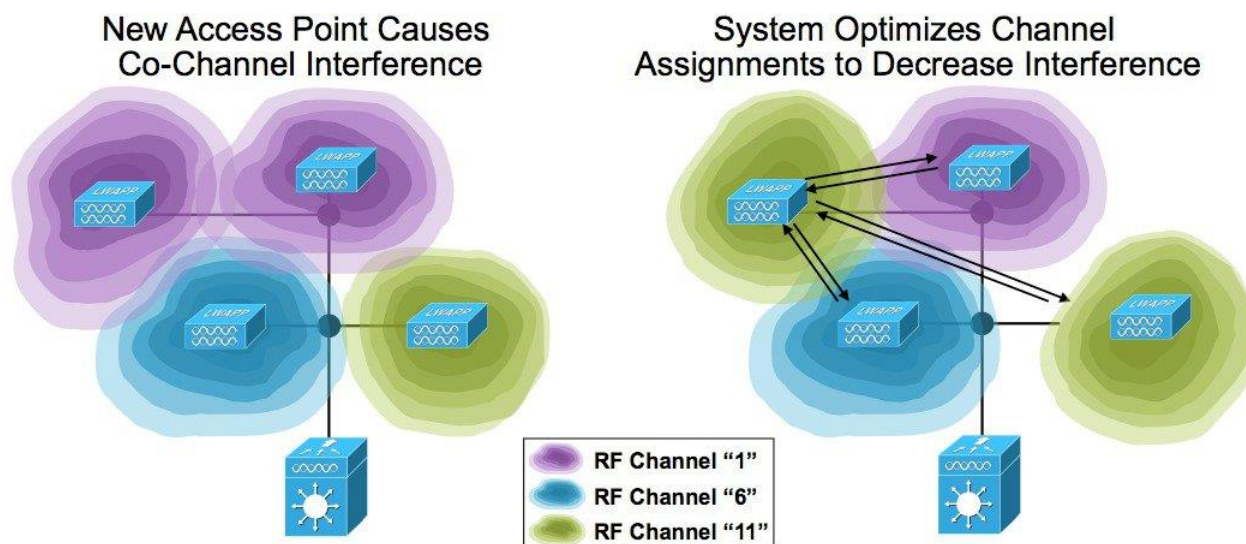 New Access Point Causes
Co-Channel Interference
System Optimizes Channel
Assignments to Decrease Interference
LWAPP
LWAPP
LWAPP
LWAPP
LWAPP
LWAPP
LWAPP
LWAPP
RF Channel “1”
RF Channel “6”
RF Channel “11”